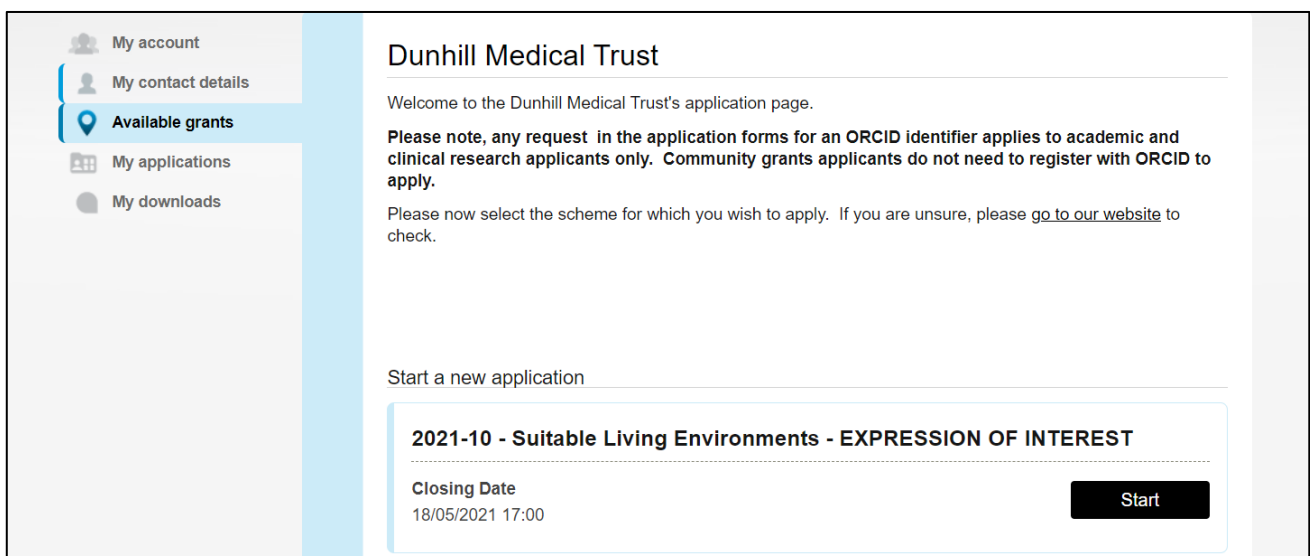 My account
My contact details
Available grants
My applications
My downloads
Dunhill Medical Trust
Welcome to the Dunhill Medical Trust's application page.
Please note, any request in the application forms for an ORCID identifier applies to academic and
clinical research applicants only. Community grants applicants do not need to register with ORCID to
apply.
Please now select the scheme for which you wish to apply. If you are unsure, please go to our website to
check.
Start a new application
2021-10 - Suitable Living Environments - EXPRESSION OF INTEREST
Closing Date
18/05/2021 17:00
Start